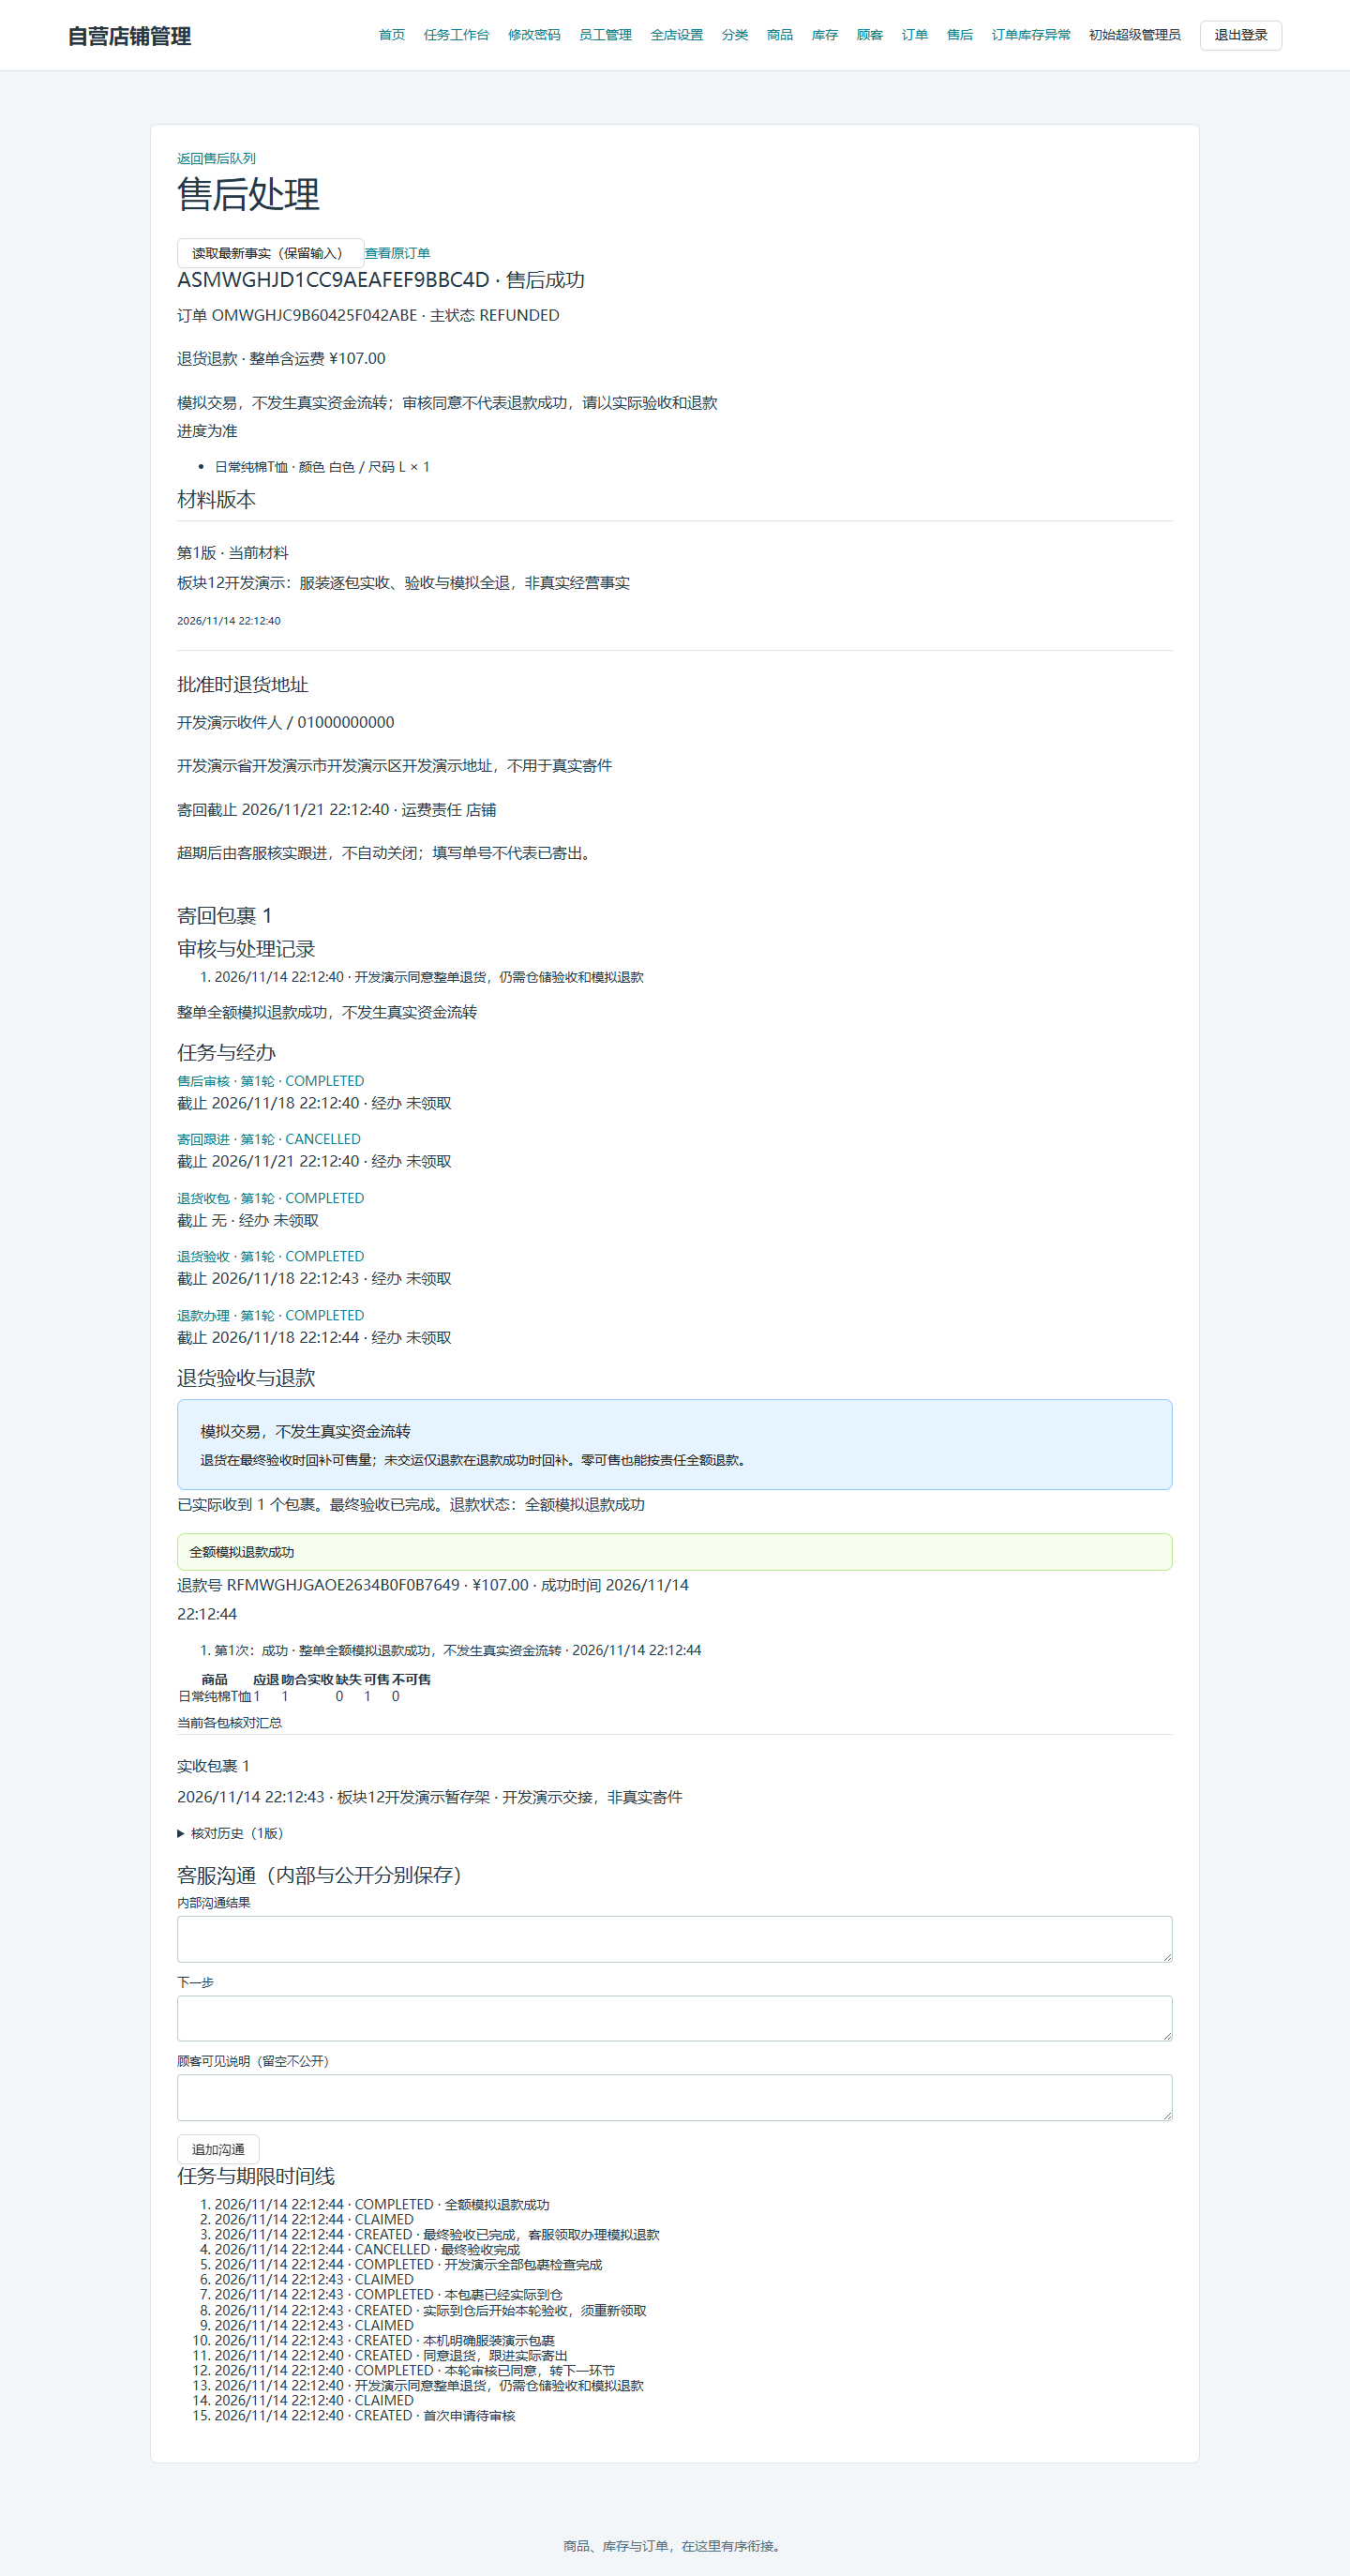 自营店铺管理
首页 任务工作台 修改密码 员工管理 全店设置 分类 商品 库存 顾客 订单 售后 订单库存异常 初始超级管理员 退出登录
返回售后队列
售后处理
读取最新事实（保留输入） 查看原订单
ASMWGHJD1CC9AEAFEF9BBC4D · 售后成功
订单 OMWGHJC9B60425F042ABE · 主状态 REFUNDED
退货退款 · 整单含运费 ¥107.00
模拟交易，不发生真实资金流转；审核同意不代表退款成功，请以实际验收和退款
进度为准
• 日常纯棉T恤 · 颜色 白色 / 尺码 L × 1
材料版本
第1版 · 当前材料
板块12开发演示：服装逐包实收、验收与模拟全退，非真实经营事实
2026/11/14 22:12:40
批准时退货地址
开发演示收件人 / 01000000000
开发演示省开发演示市开发演示区开发演示地址，不用于真实寄件
寄回截止 2026/11/21 22:12:40 · 运费责任 店铺
超期后由客服核实跟进，不自动关闭；填写单号不代表已寄出。
寄回包裹 1
审核与处理记录
1. 2026/11/14 22:12:40 · 开发演示同意整单退货，仍需仓储验收和模拟退款
整单全额模拟退款成功，不发生真实资金流转
任务与经办
售后审核 · 第1轮 · COMPLETED
截止 2026/11/18 22:12:40 · 经办 未领取
寄回跟进 · 第1轮 · CANCELLED
截止 2026/11/21 22:12:40 · 经办 未领取
退货收包 · 第1轮 · COMPLETED
截止 无 · 经办 未领取
退货验收 · 第1轮 · COMPLETED
截止 2026/11/18 22:12:43 · 经办 未领取
退款办理 · 第1轮 · COMPLETED
截止 2026/11/18 22:12:44 · 经办 未领取
退货验收与退款
模拟交易，不发生真实资金流转
退货在最终验收时回补可售量；未交运仅退款在退款成功时回补。零可售也能按责任全额退款。
已实际收到 1 个包裹。最终验收已完成。退款状态：全额模拟退款成功
全额模拟退款成功
退款号 RFMWGHJGAOE2634B0F0B7649 · ¥107.00 · 成功时间 2026/11/14
22:12:44
1. 第1次：成功 · 整单全额模拟退款成功，不发生真实资金流转 · 2026/11/14 22:12:44
商品 应退 吻合实收 缺失 可售 不可售
日常纯棉T恤 1 1 0 1 0
当前各包核对汇总
实收包裹 1
2026/11/14 22:12:43 · 板块12开发演示暂存架 · 开发演示交接，非真实寄件
▶ 核对历史（1版）
客服沟通（内部与公开分别保存）
内部沟通结果
下一步
顾客可见说明（留空不公开）
追加沟通
任务与期限时间线
1. 2026/11/14 22:12:44 · COMPLETED · 全额模拟退款成功
2. 2026/11/14 22:12:44 · CLAIMED
3. 2026/11/14 22:12:44 · CREATED · 最终验收已完成，客服领取办理模拟退款
4. 2026/11/14 22:12:44 · CANCELLED · 最终验收完成
5. 2026/11/14 22:12:44 · COMPLETED · 开发演示全部包裹检查完成
6. 2026/11/14 22:12:43 · CLAIMED
7. 2026/11/14 22:12:43 · COMPLETED · 本包裹已经实际到仓
8. 2026/11/14 22:12:43 · CREATED · 实际到仓后开始本轮验收，须重新领取
9. 2026/11/14 22:12:43 · CLAIMED
10. 2026/11/14 22:12:43 · CREATED · 本机明确服装演示包裹
11. 2026/11/14 22:12:40 · CREATED · 同意退货，跟进实际寄出
12. 2026/11/14 22:12:40 · COMPLETED · 本轮审核已同意，转下一环节
13. 2026/11/14 22:12:40 · 开发演示同意整单退货，仍需仓储验收和模拟退款
14. 2026/11/14 22:12:40 · CLAIMED
15. 2026/11/14 22:12:40 · CREATED · 首次申请待审核
商品、库存与订单，在这里有序衔接。